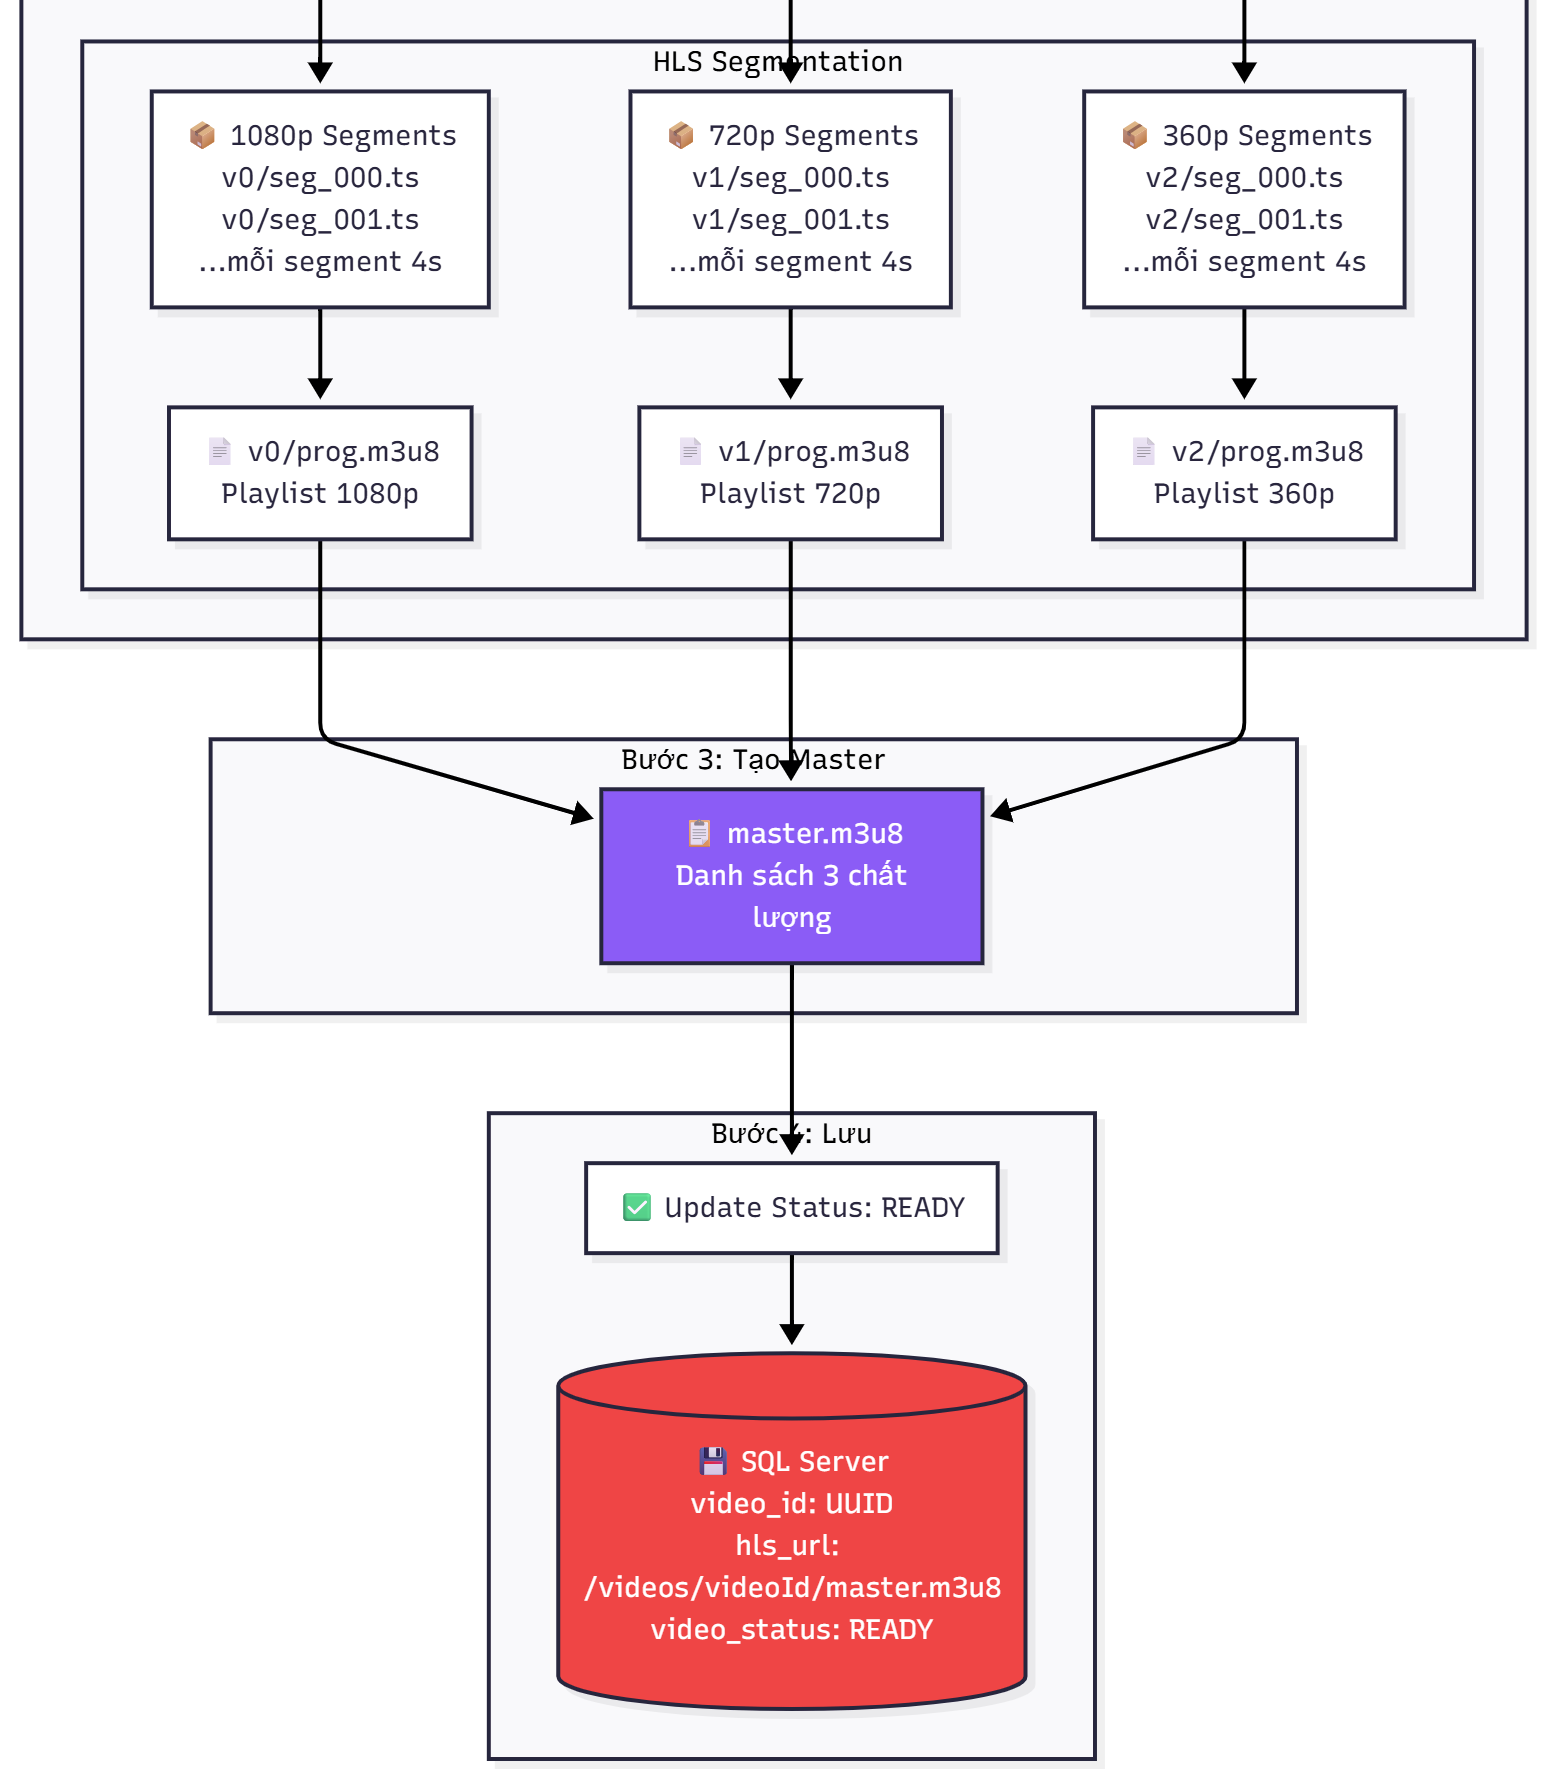 HLS Segmentation
1080p Segments
v0/seg_000.ts
v0/seg_001.ts
...mỗi segment 4s
720p Segments
v1/seg_000.ts
v1/seg_001.ts
...mỗi segment 4s
360p Segments
v2/seg_000.ts
v2/seg_001.ts
...mỗi segment 4s
v0/prog.m3u8
Playlist 1080p
v1/prog.m3u8
Playlist 720p
v2/prog.m3u8
Playlist 360p
Bước 3: Tạo Master
master.m3u8
Danh sách 3 chất
lượng
Bước 4: Lưu
Update Status: READY
SQL Server
video_id: UUID
hls_url:
/videos/videoId/master.m3u8
video_status: READY